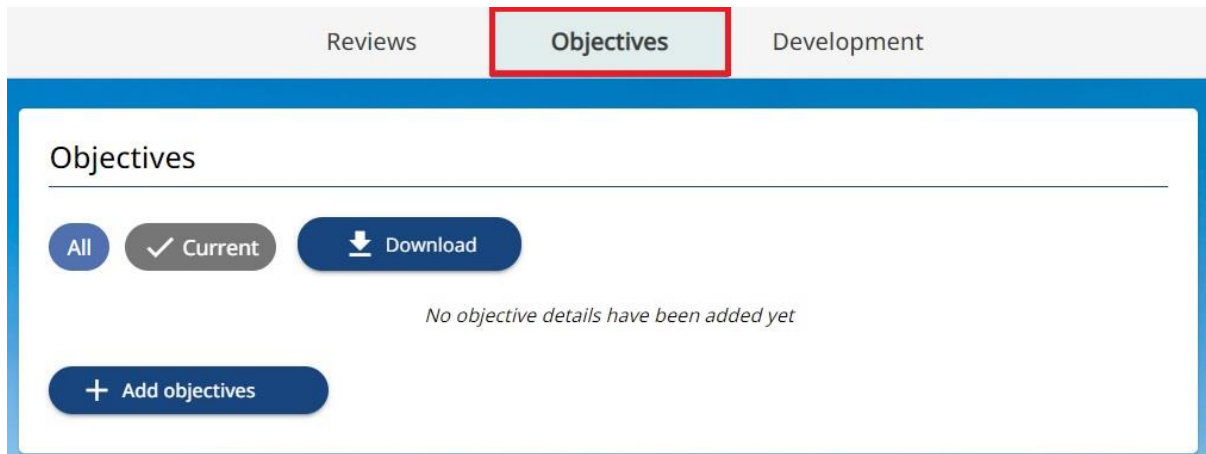 Reviews Objectives Development
Objectives
All Current Download
No objective details have been added yet
Add objectives